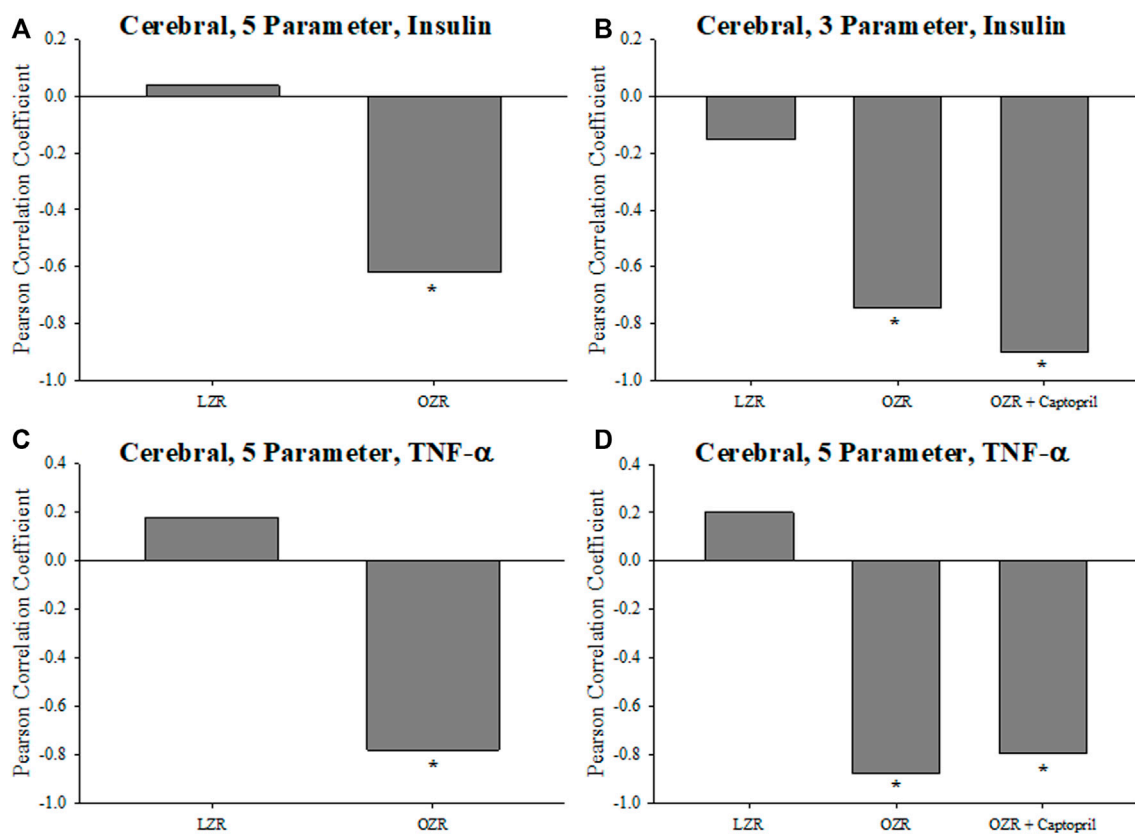 A
Cerebral, 5 Parameter, Insulin
Pearson Correlation Coefficient
0.2
0.0
-0.2
-0.4
-0.6
-0.8
-1.0
*
LZR
OZR
B
Cerebral, 3 Parameter, Insulin
Pearson Correlation Coefficient
0.2
0.0
-0.2
-0.4
-0.6
-0.8
-1.0
*
*
LZR
OZR
OZR + Captopril
C
Cerebral, 5 Parameter, TNF-α
Pearson Correlation Coefficient
0.4
0.2
0.0
-0.2
-0.4
-0.6
-0.8
-1.0
*
LZR
OZR
D
Cerebral, 5 Parameter, TNF-α
Pearson Correlation Coefficient
0.4
0.2
0.0
-0.2
-0.4
-0.6
-0.8
-1.0
*
*
LZR
OZR
OZR + Captopril